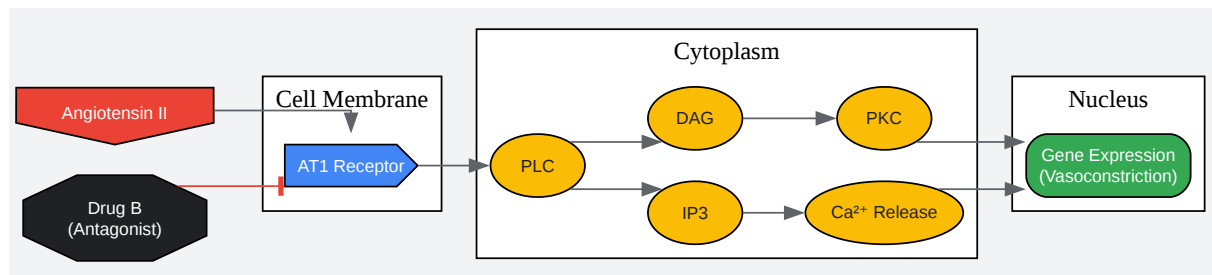 Angiotensin II
Drug B
(Antagonist)
Cell Membrane
AT1 Receptor
Cytoplasm
PLC
DAG
PKC
IP3
Ca²⁺ Release
Nucleus
Gene Expression
(Vasoconstriction)